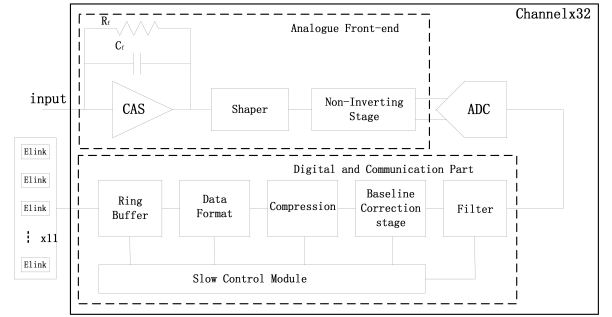 Channelx32
Rf
Analogue Front-end
Cf
input
CAS
Shaper
Non-Inverting
Stage
ADC
Elink
Elink
Elink
x11
Elink
Digital and Communication Part
Ring
Buffer
Data
Format
Compression
Baseline
Correction
stage
Filter
Slow Control Module